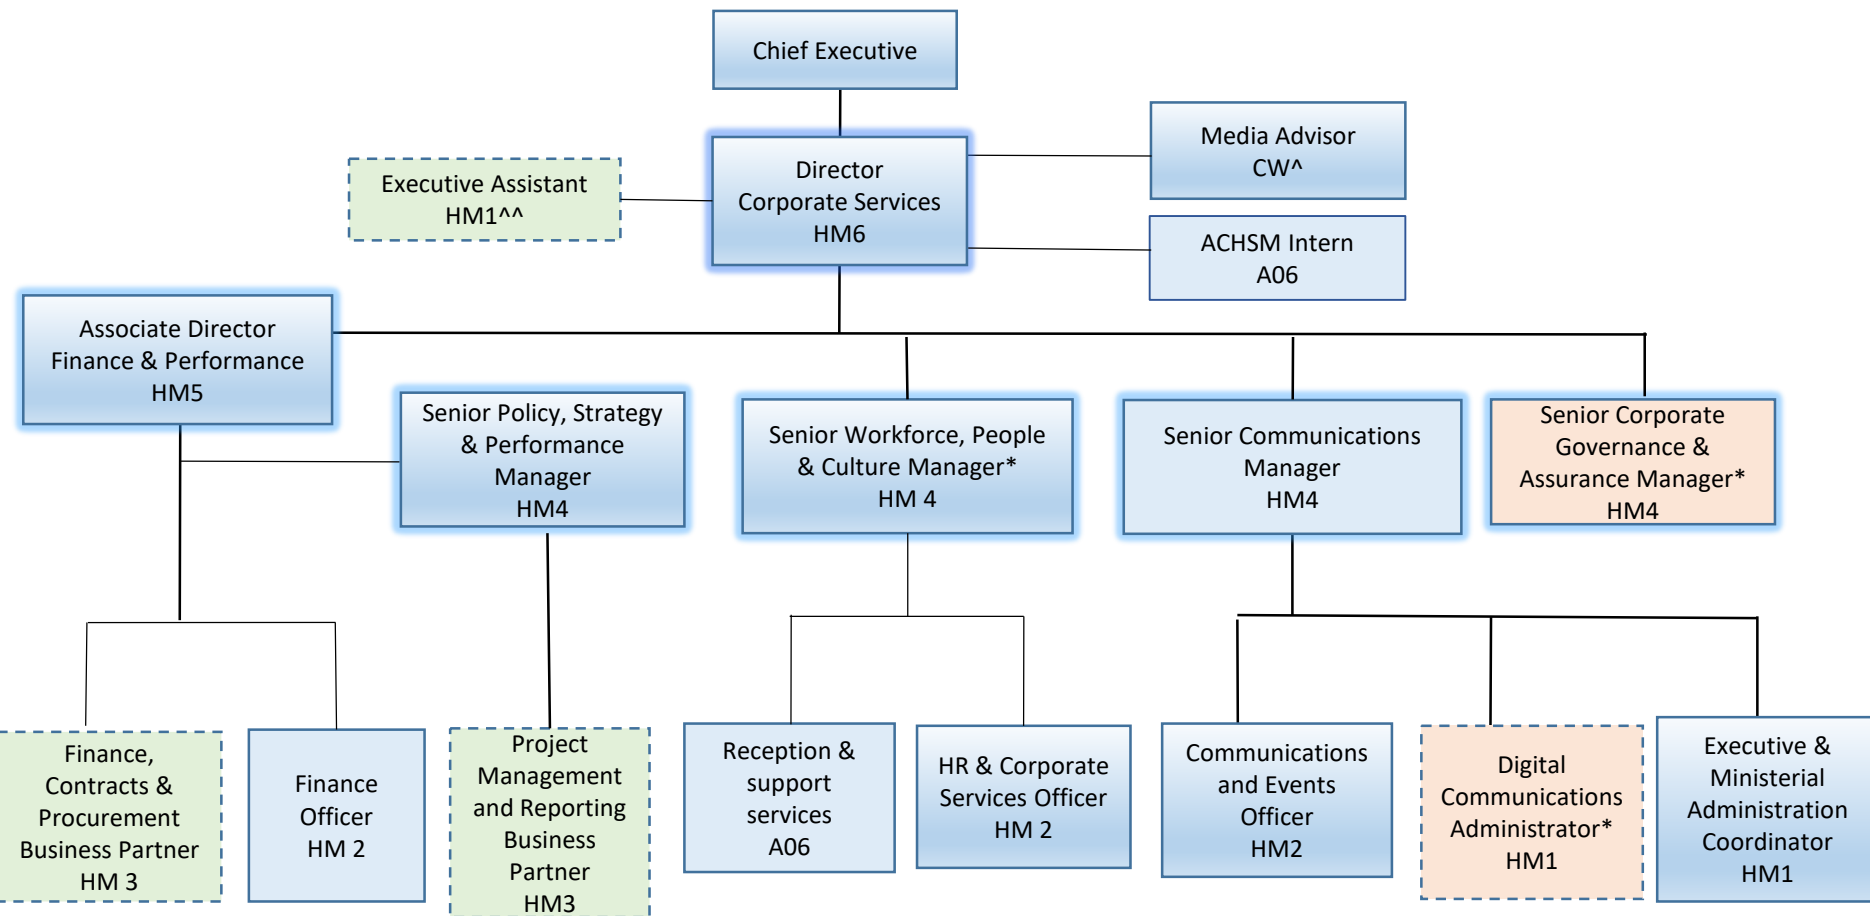 Chief Executive
Media Advisor
CW^
Executive Assistant
HM1^^
Director
Corporate Services
HM6
ACHSM Intern
A06
Associate Director
Finance & Performance
HM5
Senior Policy, Strategy
& Performance
Manager
HM4
Senior Workforce, People
& Culture Manager*
HM 4
Senior Communications
Manager
HM4
Senior Corporate
Governance &
Assurance Manager*
HM4
Finance,
Contracts &
Procurement
Business Partner
HM 3
Finance
Officer
HM 2
Project
Management
and Reporting
Business
Partner
HM3
Reception &
support
services
A06
HR & Corporate
Services Officer
HM 2
Communications
and Events
Officer
HM2
Digital
Communications
Administrator*
HM1
Executive &
Ministerial
Administration
Coordinator
HM1